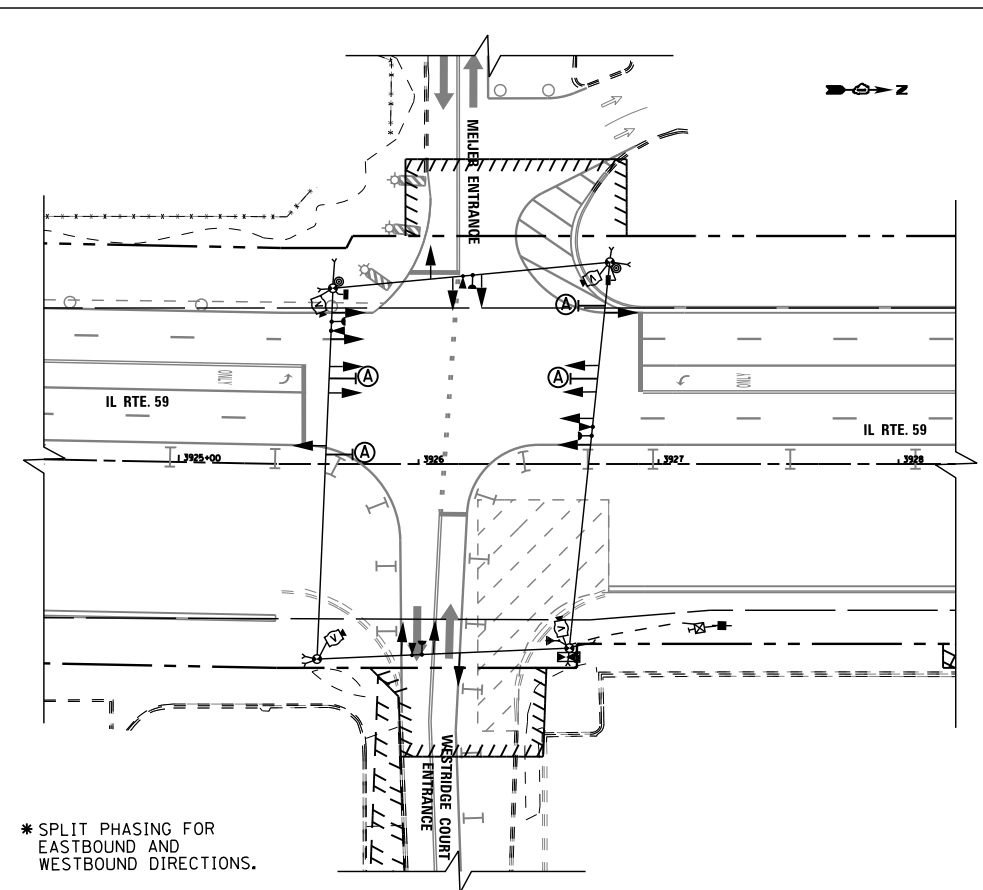 N
MEIJER ENTRANCE
A
V
V
A
A
ONLY
ONLY
IL RTE. 59
IL RTE. 59
A
3925+00
3926
3927
3928
V
V
WESTRIDGE COURT
ENTRANCE
* SPLIT PHASING FOR
EASTBOUND AND
WESTBOUND DIRECTIONS.